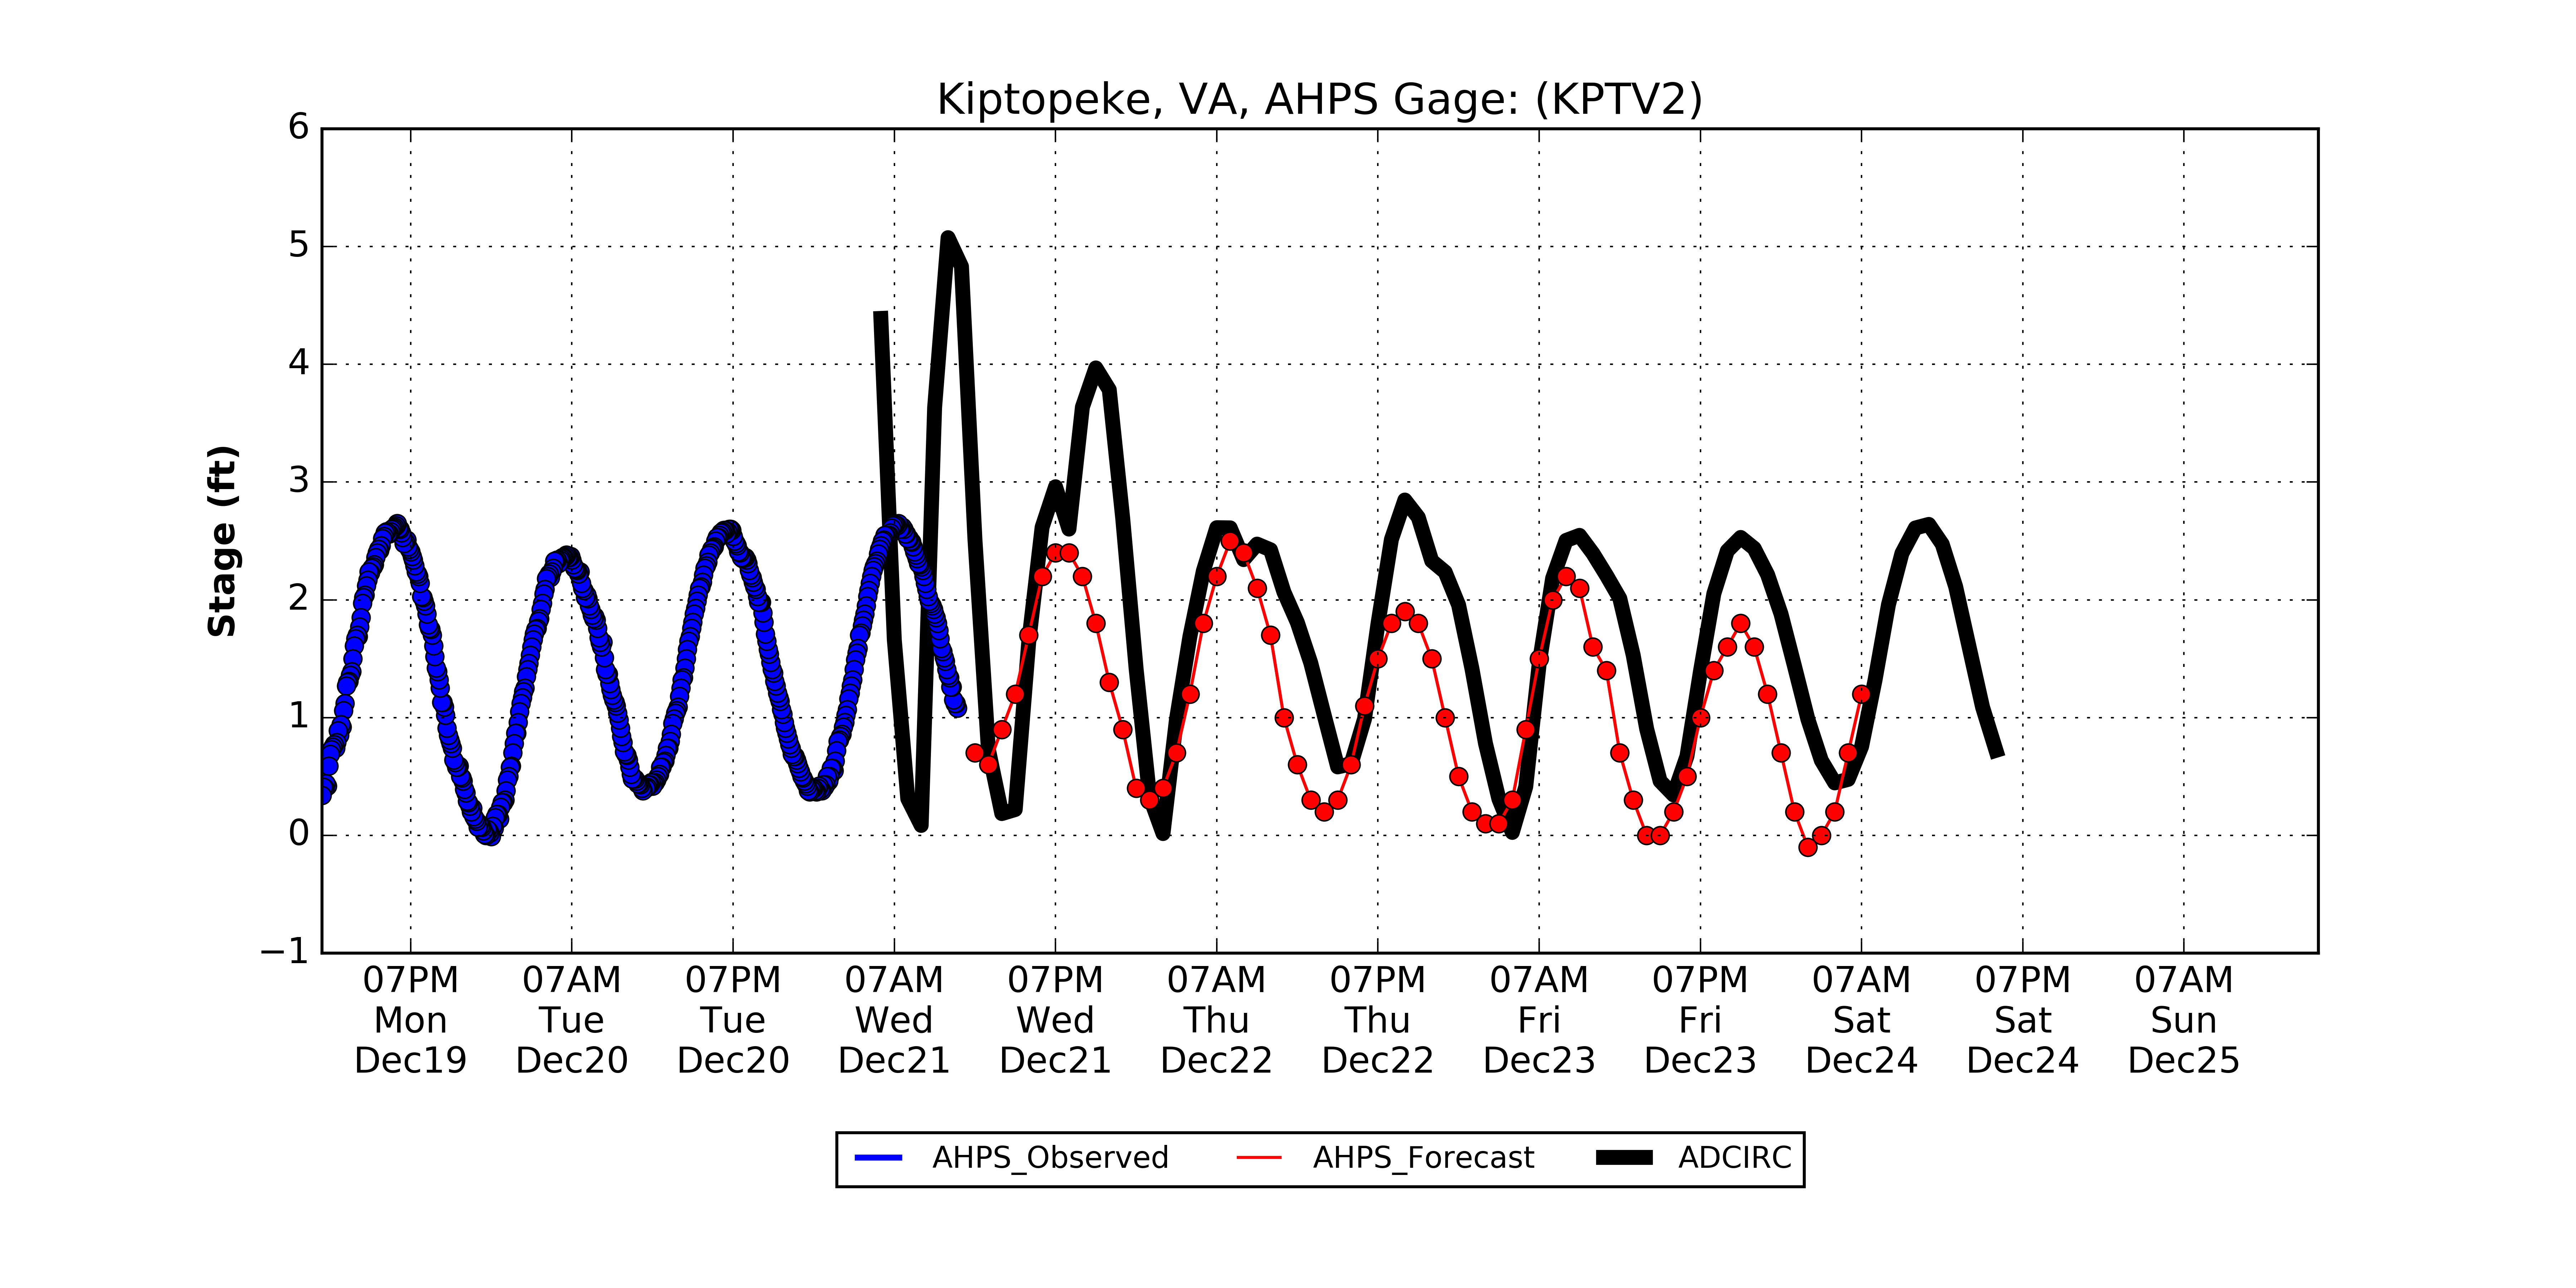 Kiptopeke, VA, AHPS Gage: (KPTV2)
6
5
4
3
2
1
0
−1
Stage (ft)
07PM 07AM 07PM 07AM 07PM 07AM 07PM 07AM 07PM 07AM 07PM 07AM
Mon Tue Tue Wed Wed Thu Thu Fri Fri Sat Sat Sun
Dec19 Dec20 Dec20 Dec21 Dec21 Dec22 Dec22 Dec23 Dec23 Dec24 Dec24 Dec25
AHPS_Observed AHPS_Forecast ADCIRC